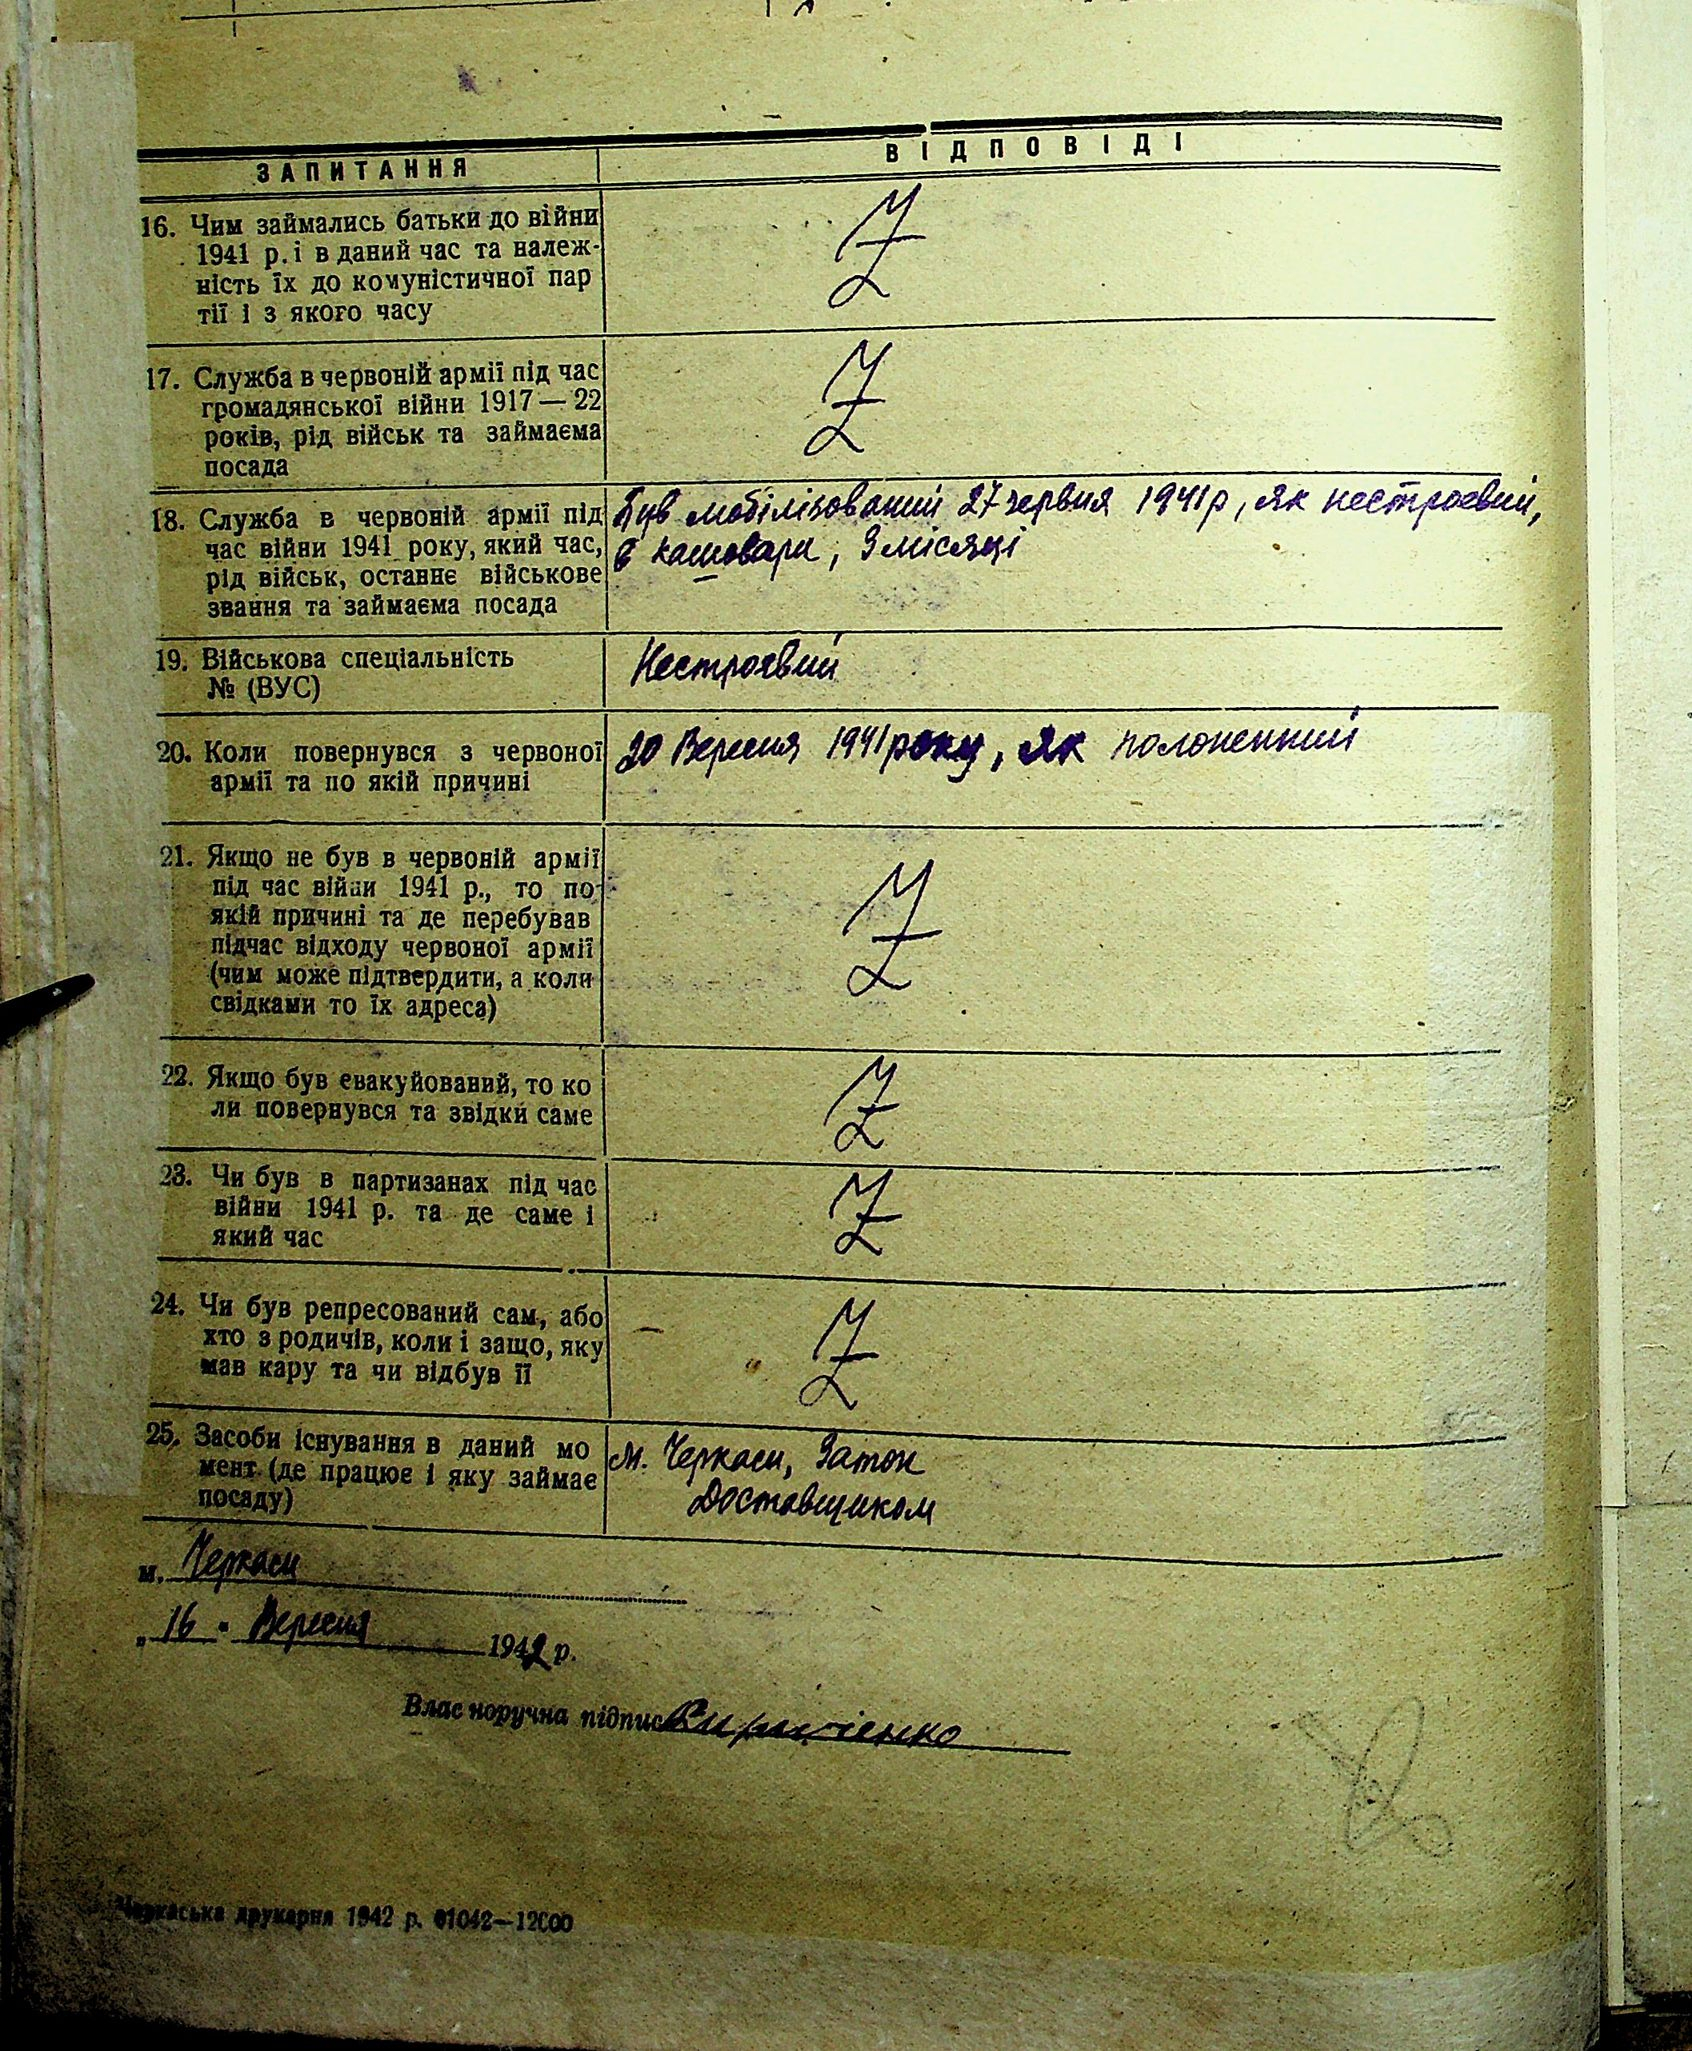 ЗАПИТАННЯ ВІДПОВІДІ
16. Чим займались батьки до війни
1941 р. і в даний час та належ-
ність їх до комуністичної пар
тії і з якого часу
17. Служба в червоній армії під час
громадянської війни 1917 — 22
років, рід військ та займаєма
посада
18. Служба в червоній армії під
час війни 1941 року, який час,
рід військ, останнє військове
звання та займаєма посада
Був мобілізований 27 червня 1941 р, як нестроевий,
в кашовари, 3 місяці
19. Військова спеціальність
№ (ВУС)
Нестроевий
20. Коли повернувся з червоної
армії та по якій причині
20 Вересня 1941 року, як полоненний
21. Якщо не був в червоній армії
під час війни 1941 р., то по
якій причині та де перебував
підчас відходу червоної армії
(чим може підтвердити, а коли
свідками то їх адреса)
22. Якщо був евакуйований, то ко
ли повернувся та звідки саме
23. Чи був в партизанах під час
війни 1941 р. та де саме і
який час
24. Чи був репресований сам, або
хто з родичів, коли і защо, яку
мав кару та чи відбув її
25. Засоби існування в даний мо
мент (де працює і яку займає
посаду)
м. Черкаси, Затон
Доставщиком
м. Черкаси
„16" Вересня 1942 р.
Власноручна підпис
Черкаська друкарня 1942 р. 01042—12000